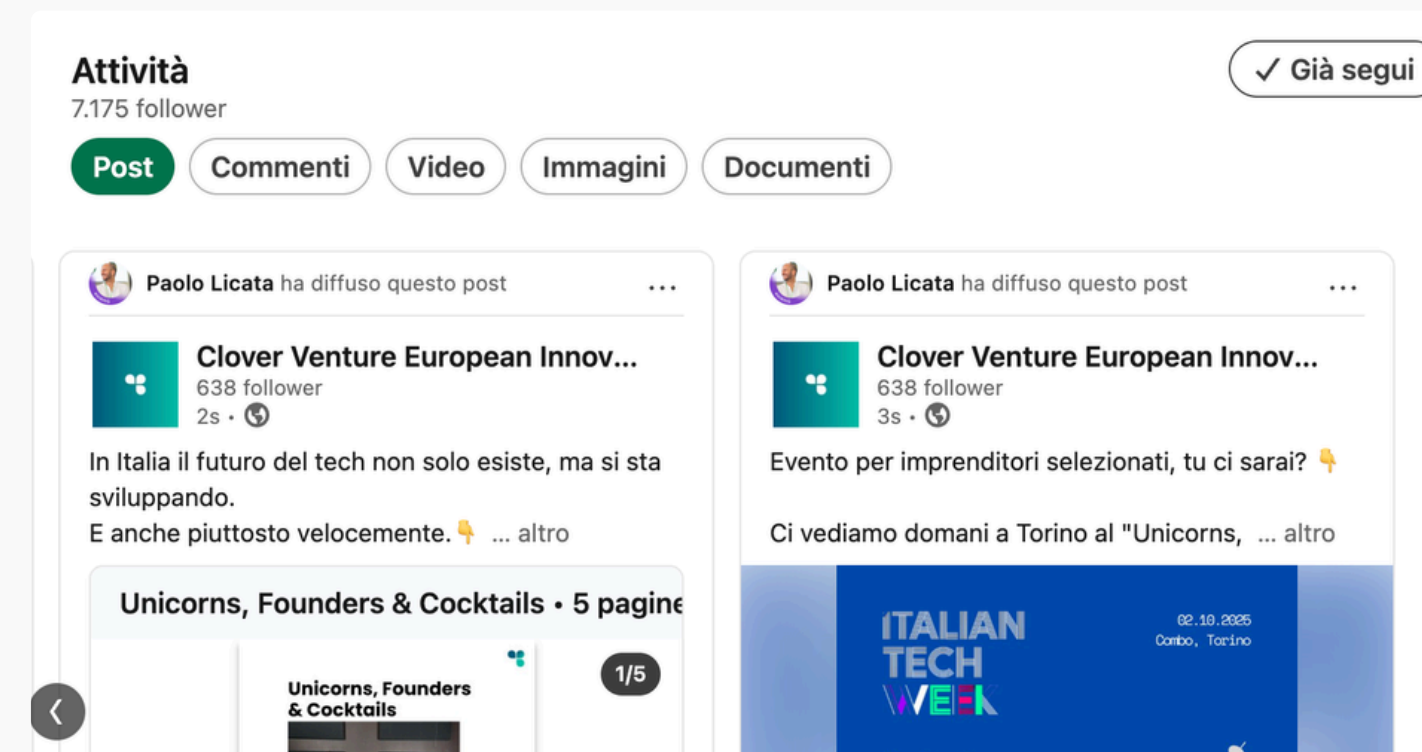 Attività
7.175 follower
✓ Già segui
Post Commenti Video Immagini Documenti
Paolo Licata ha diffuso questo post ...
Clover Venture European Innov...
638 follower
2s •
In Italia il futuro del tech non solo esiste, ma si sta
sviluppando.
E anche piuttosto velocemente.👇 ... altro
Unicorns, Founders & Cocktails • 5 pagine
1/5
Unicorns, Founders
& Cocktails
Paolo Licata ha diffuso questo post ...
Clover Venture European Innov...
638 follower
3s •
Evento per imprenditori selezionati, tu ci sarai? 👇
Ci vediamo domani a Torino al "Unicorns, ... altro
ITALIAN
TECH
WEEK
02.10.2025
Combo, Torino